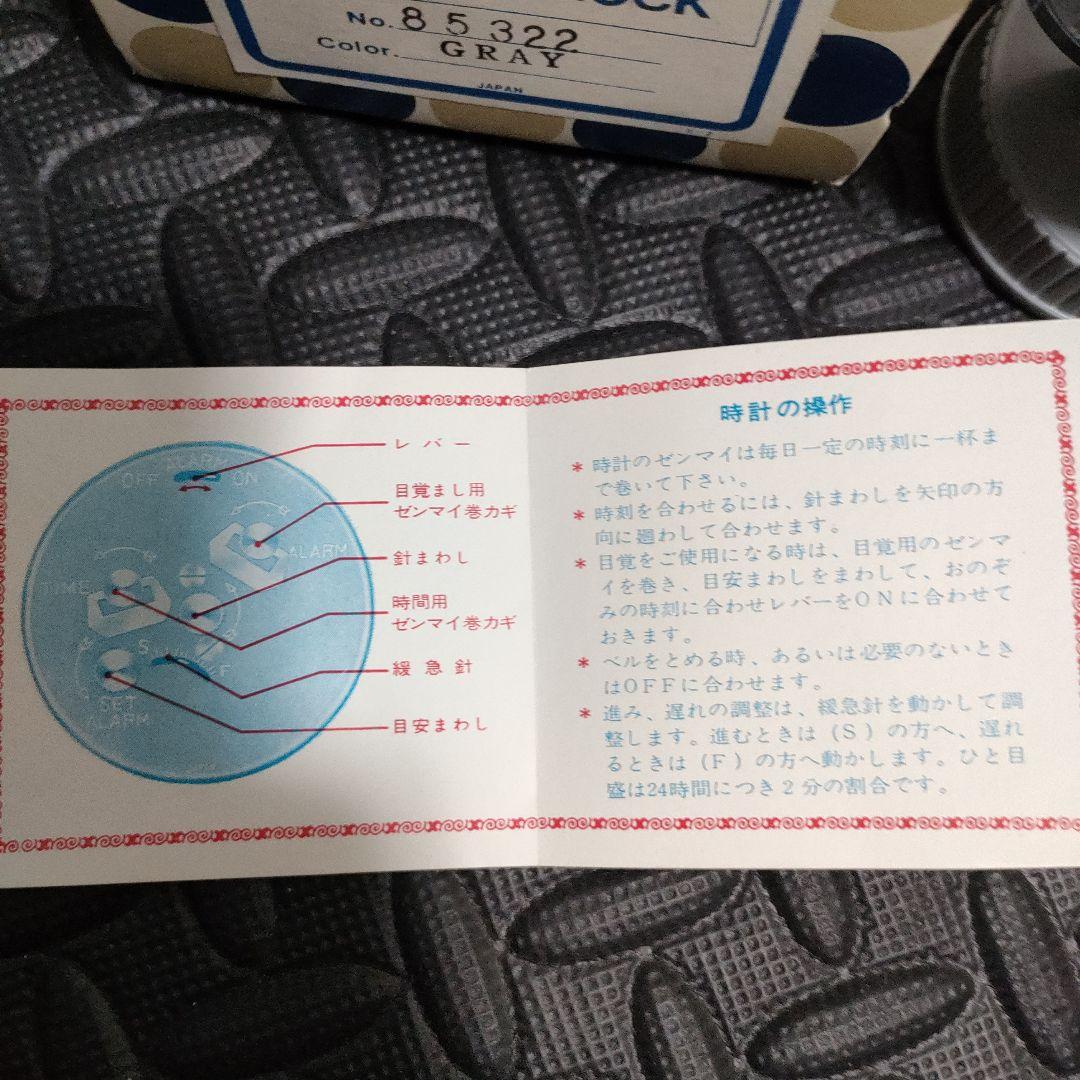 No. 85322
Color. GRAY
JAPAN
レバー
OFF ALARM ON
目覚まし用
ゼンマイ巻カギ
ALARM
針まわし
TIME
時間用
ゼンマイ巻カギ
S F
緩急針
SET
ALARM
目安まわし
時計の操作
* 時計のゼンマイは毎日一定の時刻に一杯ま
で巻いて下さい。
* 時刻を合わせるには、針まわしを矢印の方
向に廻わして合わせます。
* 目覚をご使用になる時は、目覚用のゼンマ
イを巻き、目安まわしをまわして、おのぞ
みの時刻に合わせレバーをONに合わせて
おきます。
* ベルをとめる時、あるいは必要のないとき
はOFFに合わせます。
* 進み、遅れの調整は、緩急針を動かして調
整します。進むときは（S）の方へ、遅れ
るときは（F）の方へ動かします。ひと目
盛は24時間につき2分の割合です。